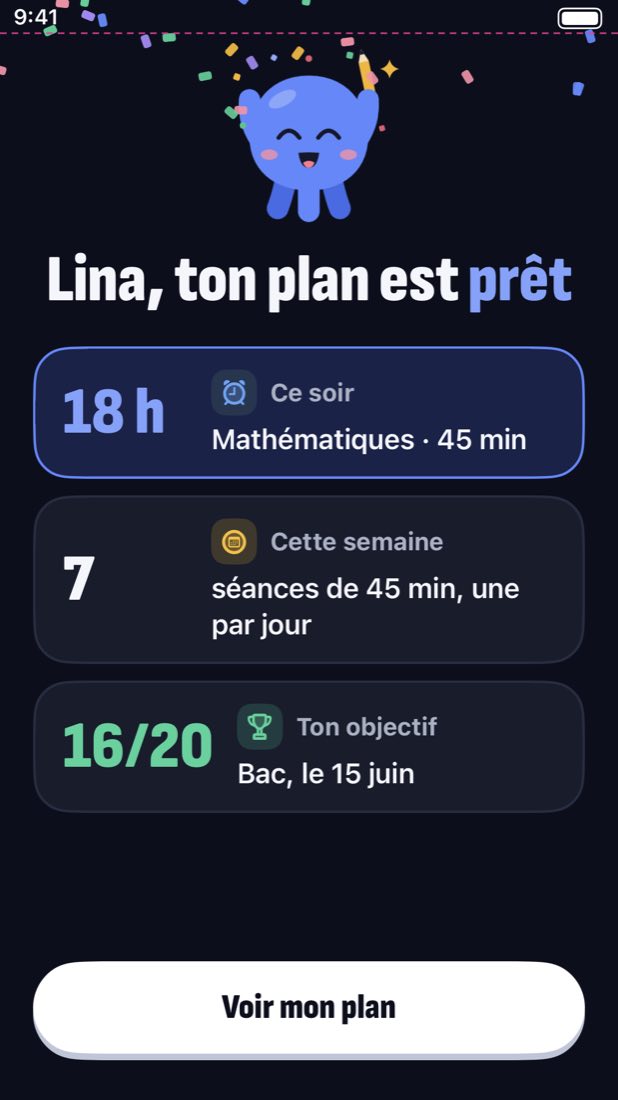 9:41
Lina, ton plan est prêt
18 h
Ce soir
Mathématiques · 45 min
7
Cette semaine
séances de 45 min, une
par jour
16/20
Ton objectif
Bac, le 15 juin
Voir mon plan